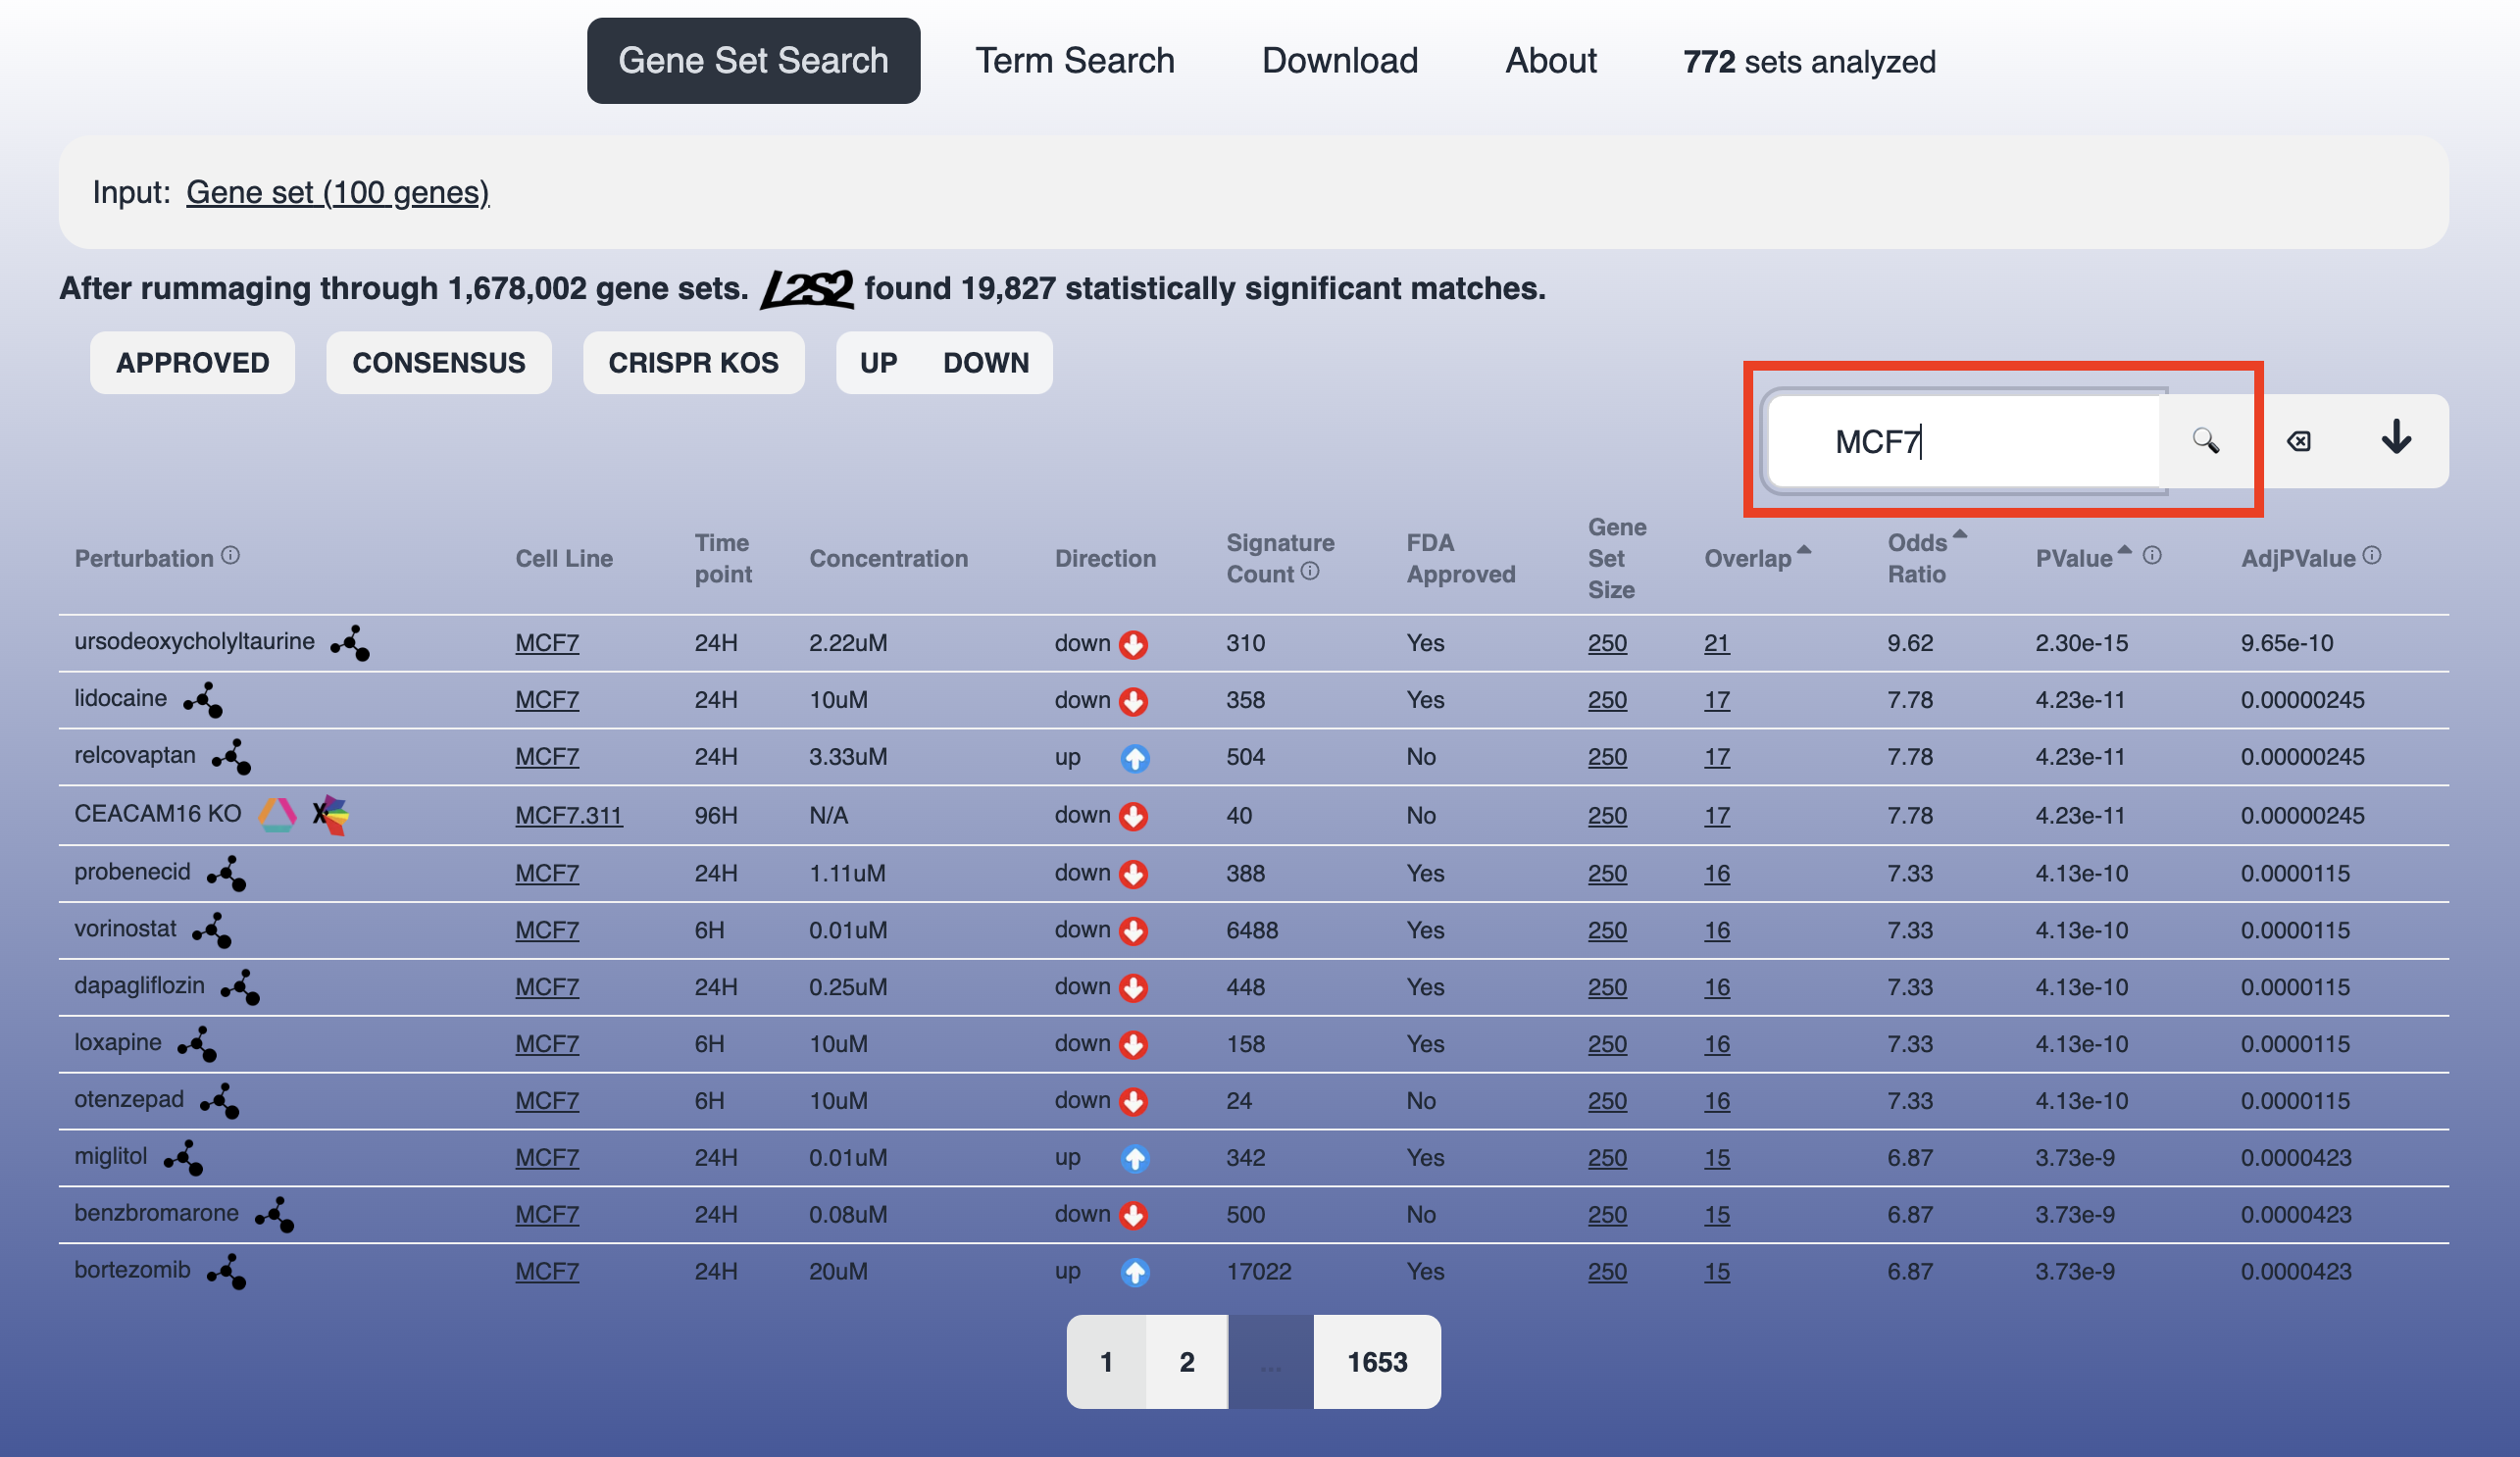 Gene Set Search Term Search Download About 772 sets analyzed
Input: Gene set (100 genes)
After rummaging through 1,678,002 gene sets. L2S2 found 19,827 statistically significant matches.
APPROVED CONSENSUS CRISPR KOS UP DOWN
MCF7
Perturbation Cell Line Time point Concentration Direction Signature Count FDA Approved Gene Set Size Overlap Odds Ratio PValue AdjPValue
ursodeoxycholyltaurine MCF7 24H 2.22uM down 310 Yes 250 21 9.62 2.30e-15 9.65e-10
lidocaine MCF7 24H 10uM down 358 Yes 250 17 7.78 4.23e-11 0.00000245
relcovaptan MCF7 24H 3.33uM up 504 No 250 17 7.78 4.23e-11 0.00000245
CEACAM16 KO MCF7.311 96H N/A down 40 No 250 17 7.78 4.23e-11 0.00000245
probenecid MCF7 24H 1.11uM down 388 Yes 250 16 7.33 4.13e-10 0.0000115
vorinostat MCF7 6H 0.01uM down 6488 Yes 250 16 7.33 4.13e-10 0.0000115
dapagliflozin MCF7 24H 0.25uM down 448 Yes 250 16 7.33 4.13e-10 0.0000115
loxapine MCF7 6H 10uM down 158 Yes 250 16 7.33 4.13e-10 0.0000115
otenzepad MCF7 6H 10uM down 24 No 250 16 7.33 4.13e-10 0.0000115
miglitol MCF7 24H 0.01uM up 342 Yes 250 15 6.87 3.73e-9 0.0000423
benzbromarone MCF7 24H 0.08uM down 500 No 250 15 6.87 3.73e-9 0.0000423
bortezomib MCF7 24H 20uM up 17022 Yes 250 15 6.87 3.73e-9 0.0000423
1 2 ... 1653